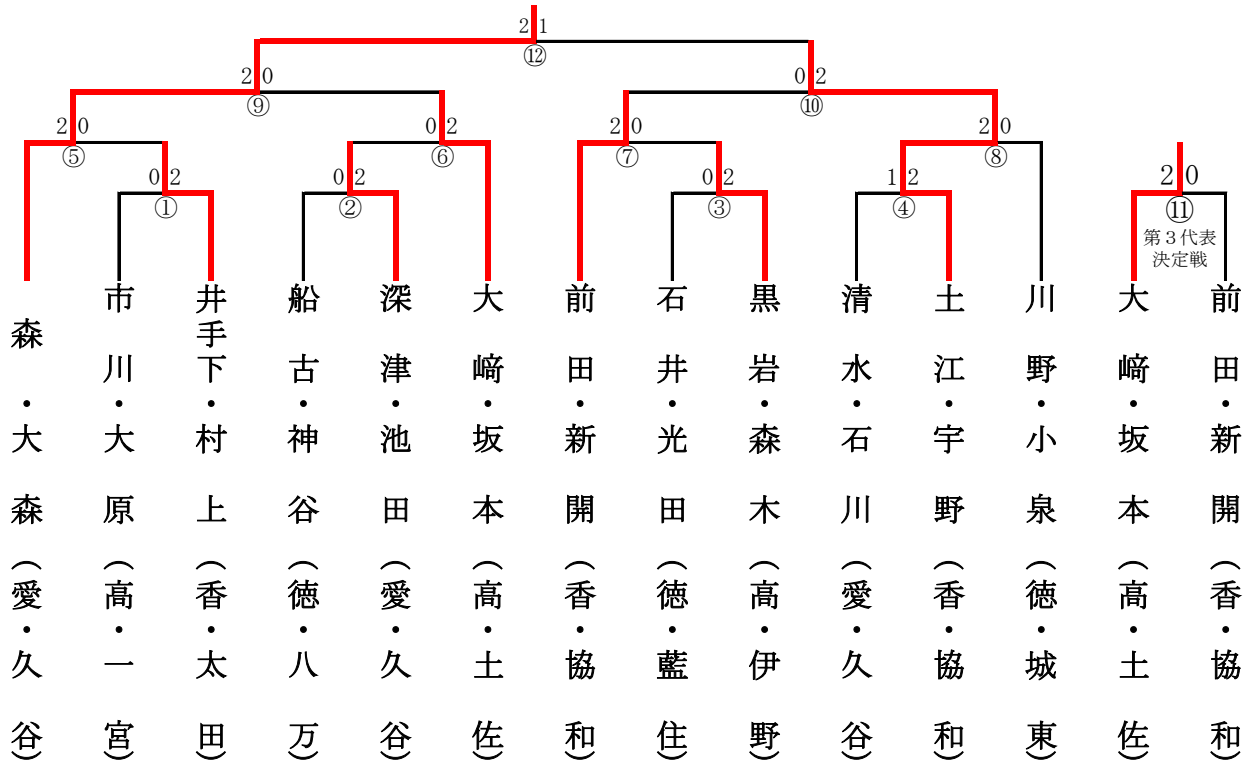 2 1
⑫
2 0
⑨
0 2
⑩
2 0
⑤
0 2
⑥
2 0
⑦
2 0
⑧
0 2
①
0 2
②
0 2
③
1 2
④
2 0
⑪
第3代表
決定戦
森・大森(愛・久谷)
市川・大原(高・一宮)
井手下・村上(香・太田)
船古・神谷(徳・八万)
深津・池田(愛・久谷)
大﨑・坂本(高・土佐)
前田・新開(香・協和)
石井・光田(徳・藍住)
黒岩・森木(高・伊野)
清水・石川(愛・久谷)
土江・宇野(香・協和)
川野・小泉(徳・城東)
大﨑・坂本(高・土佐)
前田・新開(香・協和)